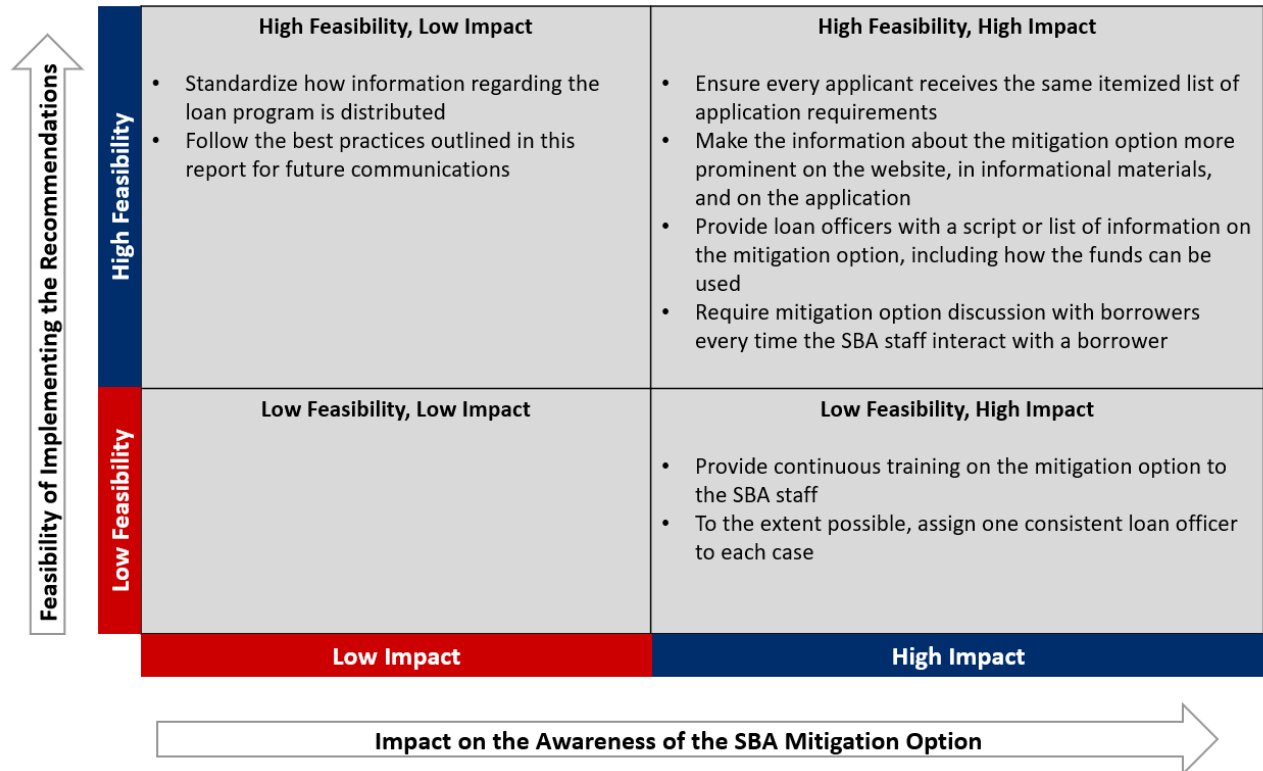 Feasibility of Implementing the Recommendations
High Feasibility
High Feasibility, Low Impact
• Standardize how information regarding the
loan program is distributed
• Follow the best practices outlined in this
report for future communications
High Feasibility, High Impact
• Ensure every applicant receives the same itemized list of
application requirements
• Make the information about the mitigation option more
prominent on the website, in informational materials,
and on the application
• Provide loan officers with a script or list of information on
the mitigation option, including how the funds can be
used
• Require mitigation option discussion with borrowers
every time the SBA staff interact with a borrower
Low Feasibility
Low Feasibility, Low Impact
Low Feasibility, High Impact
• Provide continuous training on the mitigation option to
the SBA staff
• To the extent possible, assign one consistent loan officer
to each case
Low Impact
High Impact
Impact on the Awareness of the SBA Mitigation Option